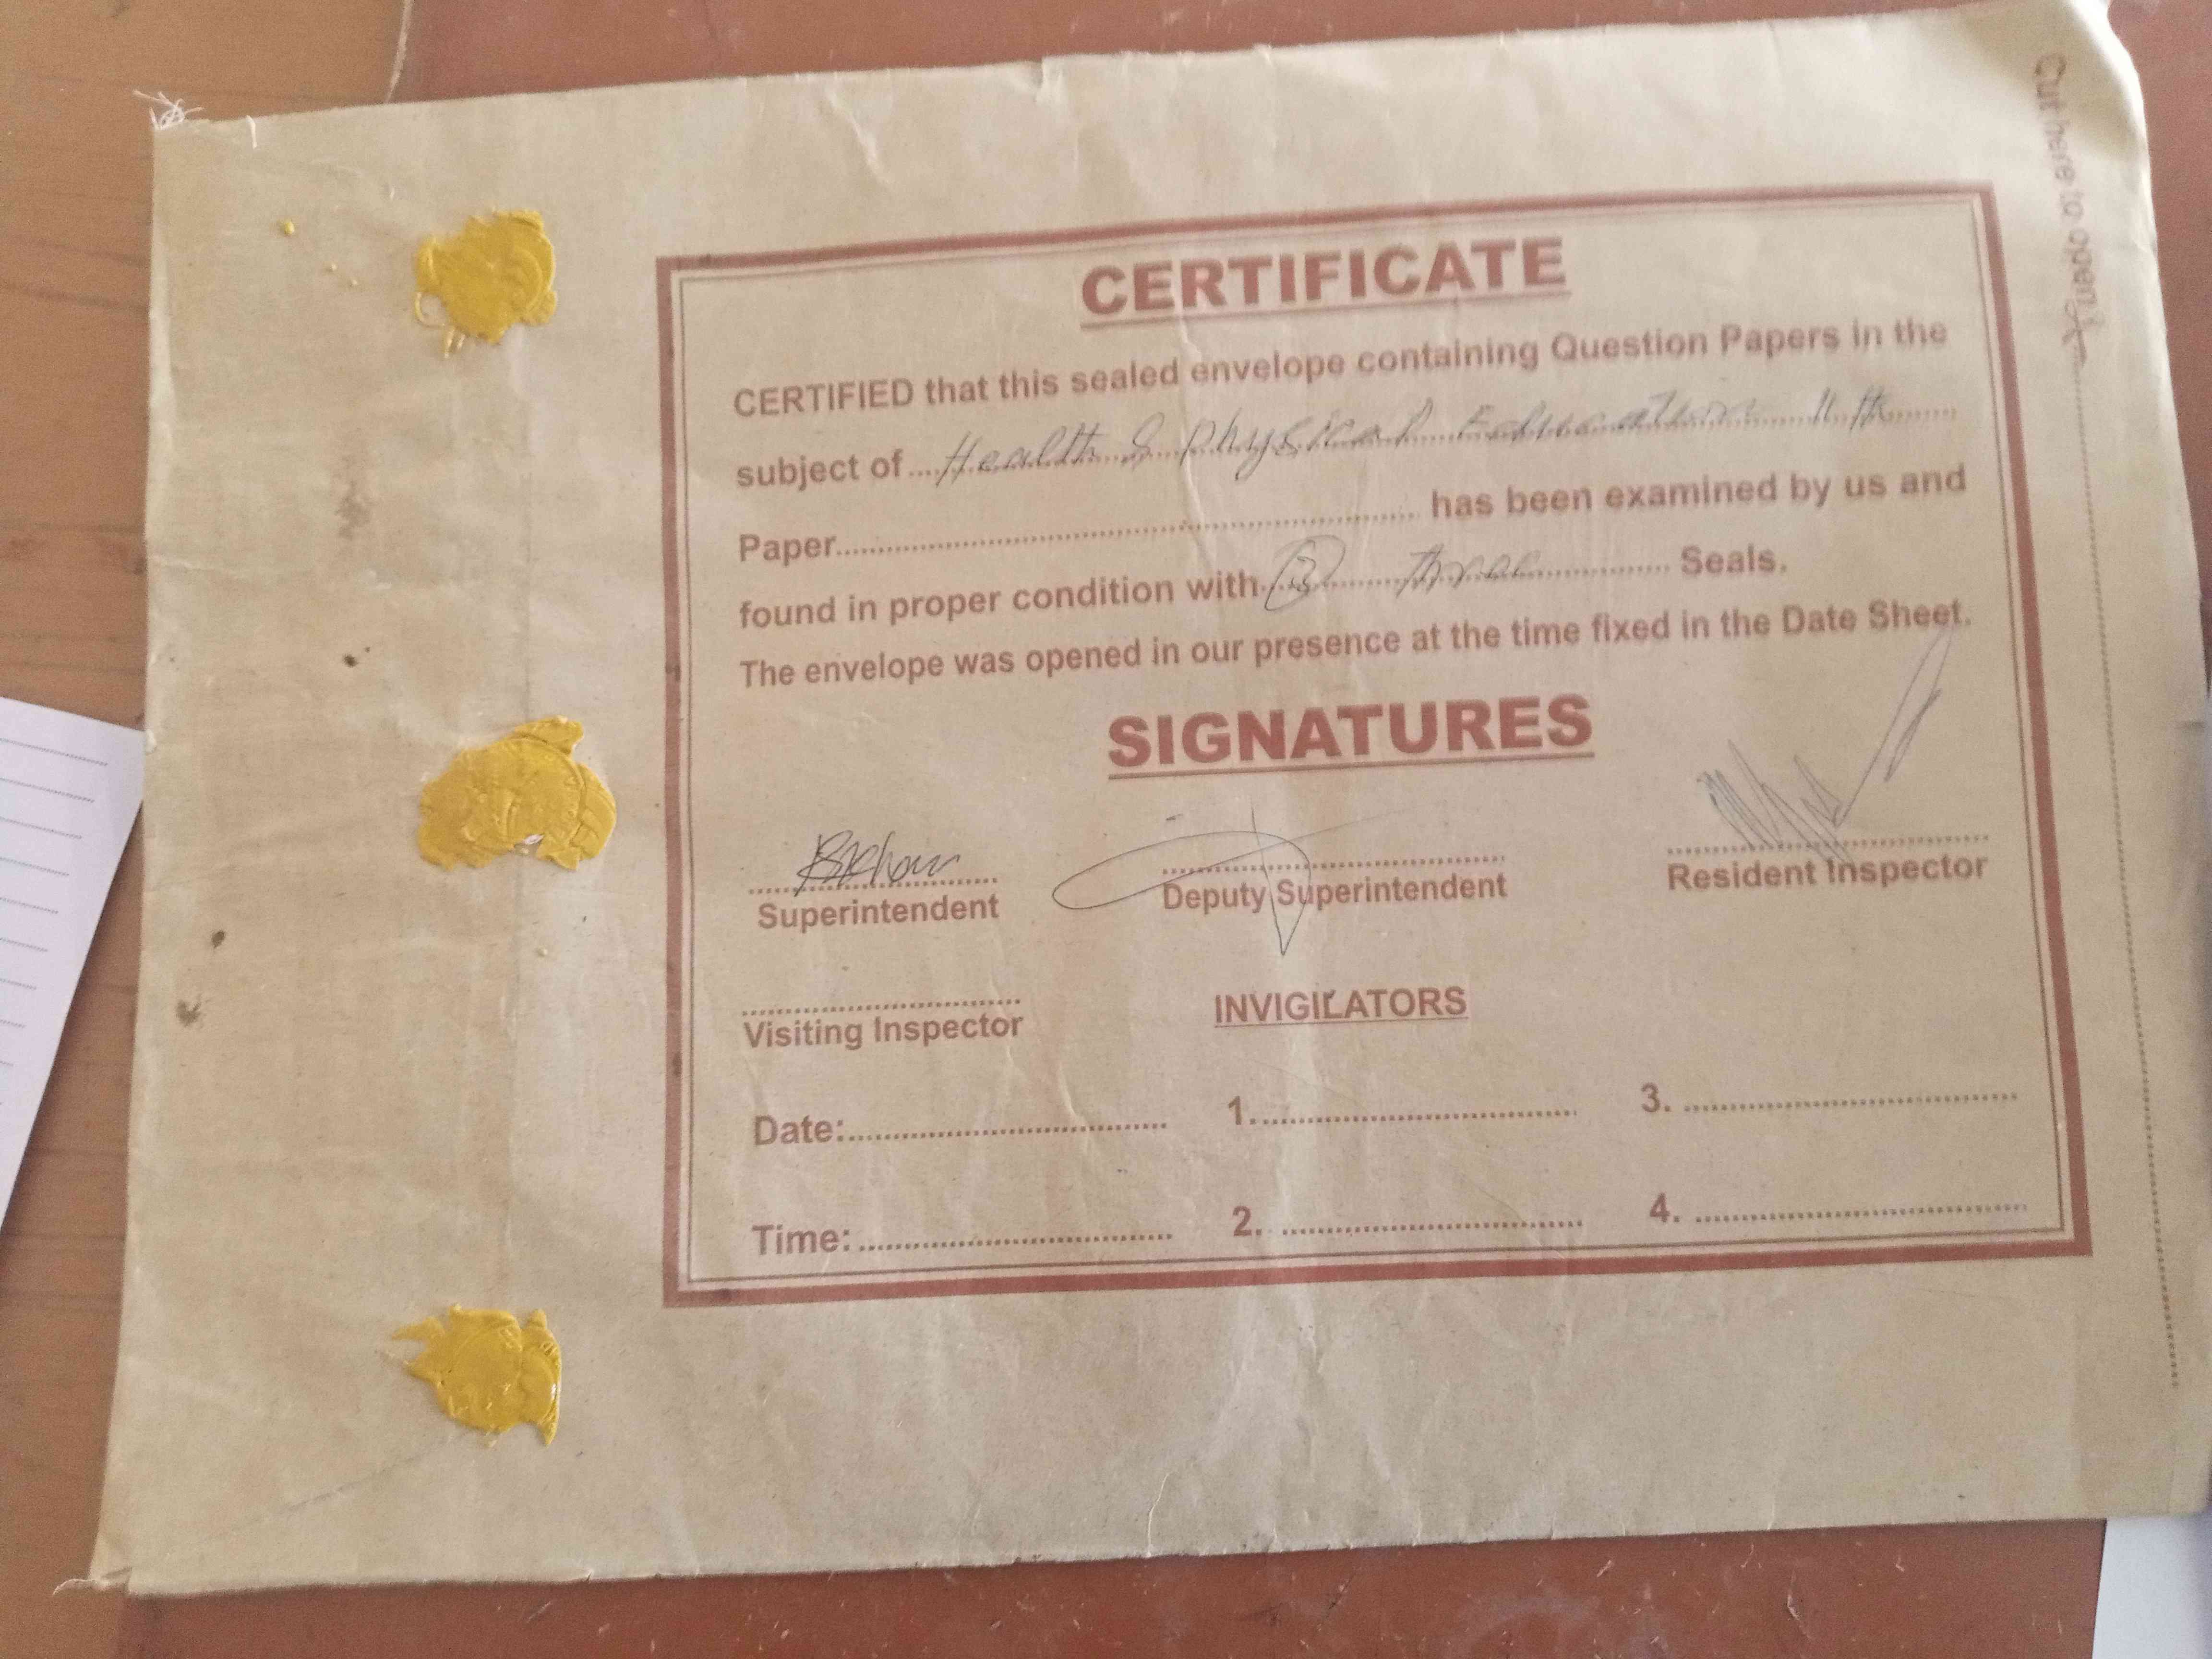 CERTIFICATE
CERTIFIED that this sealed envelope containing Question Papers in the
subject of Health & Physical Education 11th
Paper has been examined by us and
found in proper condition with 3 three Seals.
The envelope was opened in our presence at the time fixed in the Date Sheet.
SIGNATURES
Superintendent Deputy Superintendent Resident Inspector
Visiting Inspector INVIGILATORS
Date: 1. 3.
Time: 2. 4.
Cut here to open